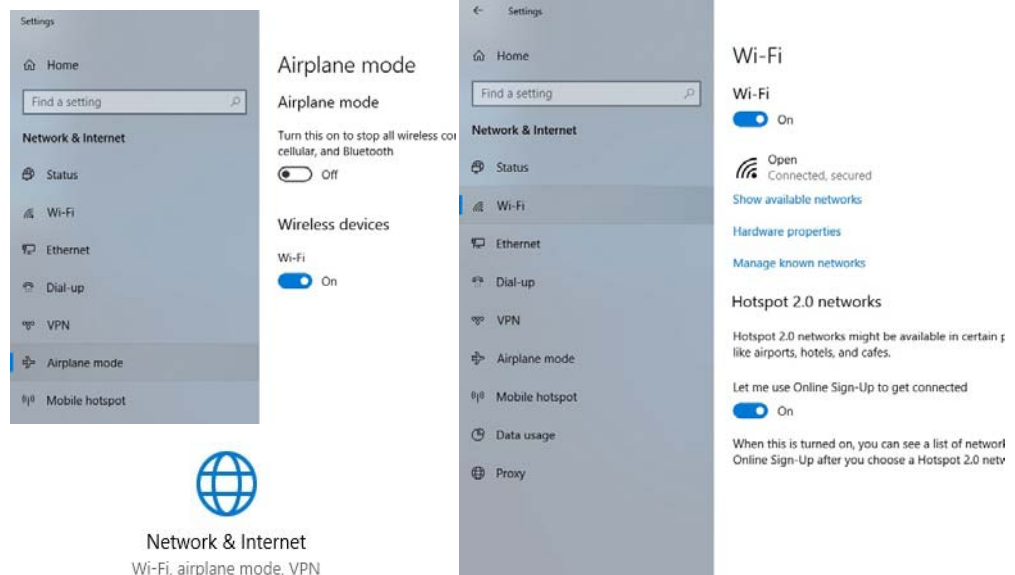 Settings
Home
Find a setting
Network & Internet
Status
Wi-Fi
Ethernet
Dial-up
VPN
Airplane mode
Mobile hotspot
Airplane mode
Airplane mode
Turn this on to stop all wireless
cellular, and Bluetooth
Off
Wireless devices
Wi-Fi
On
Network & Internet
Wi-Fi, airplane mode, VPN
Settings
Home
Find a setting
Network & Internet
Status
Wi-Fi
Ethernet
Dial-up
VPN
Airplane mode
Mobile hotspot
Data usage
Proxy
Wi-Fi
Wi-Fi
On
Open
Connected, secured
Show available networks
Hardware properties
Manage known networks
Hotspot 2.0 networks
Hotspot 2.0 networks might be available in certain
like airports, hotels, and cafes.
Let me use Online Sign-Up to get connected
On
When this is turned on, you can see a list of
Online Sign-Up after you choose a Hotspot 2.0